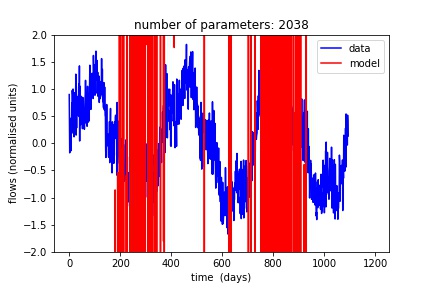 number of parameters: 2038
data
model
flows (normalised units)
2.0
1.5
1.0
0.5
0.0
−0.5
−1.0
−1.5
−2.0
0 200 400 600 800 1000 1200
time (days)